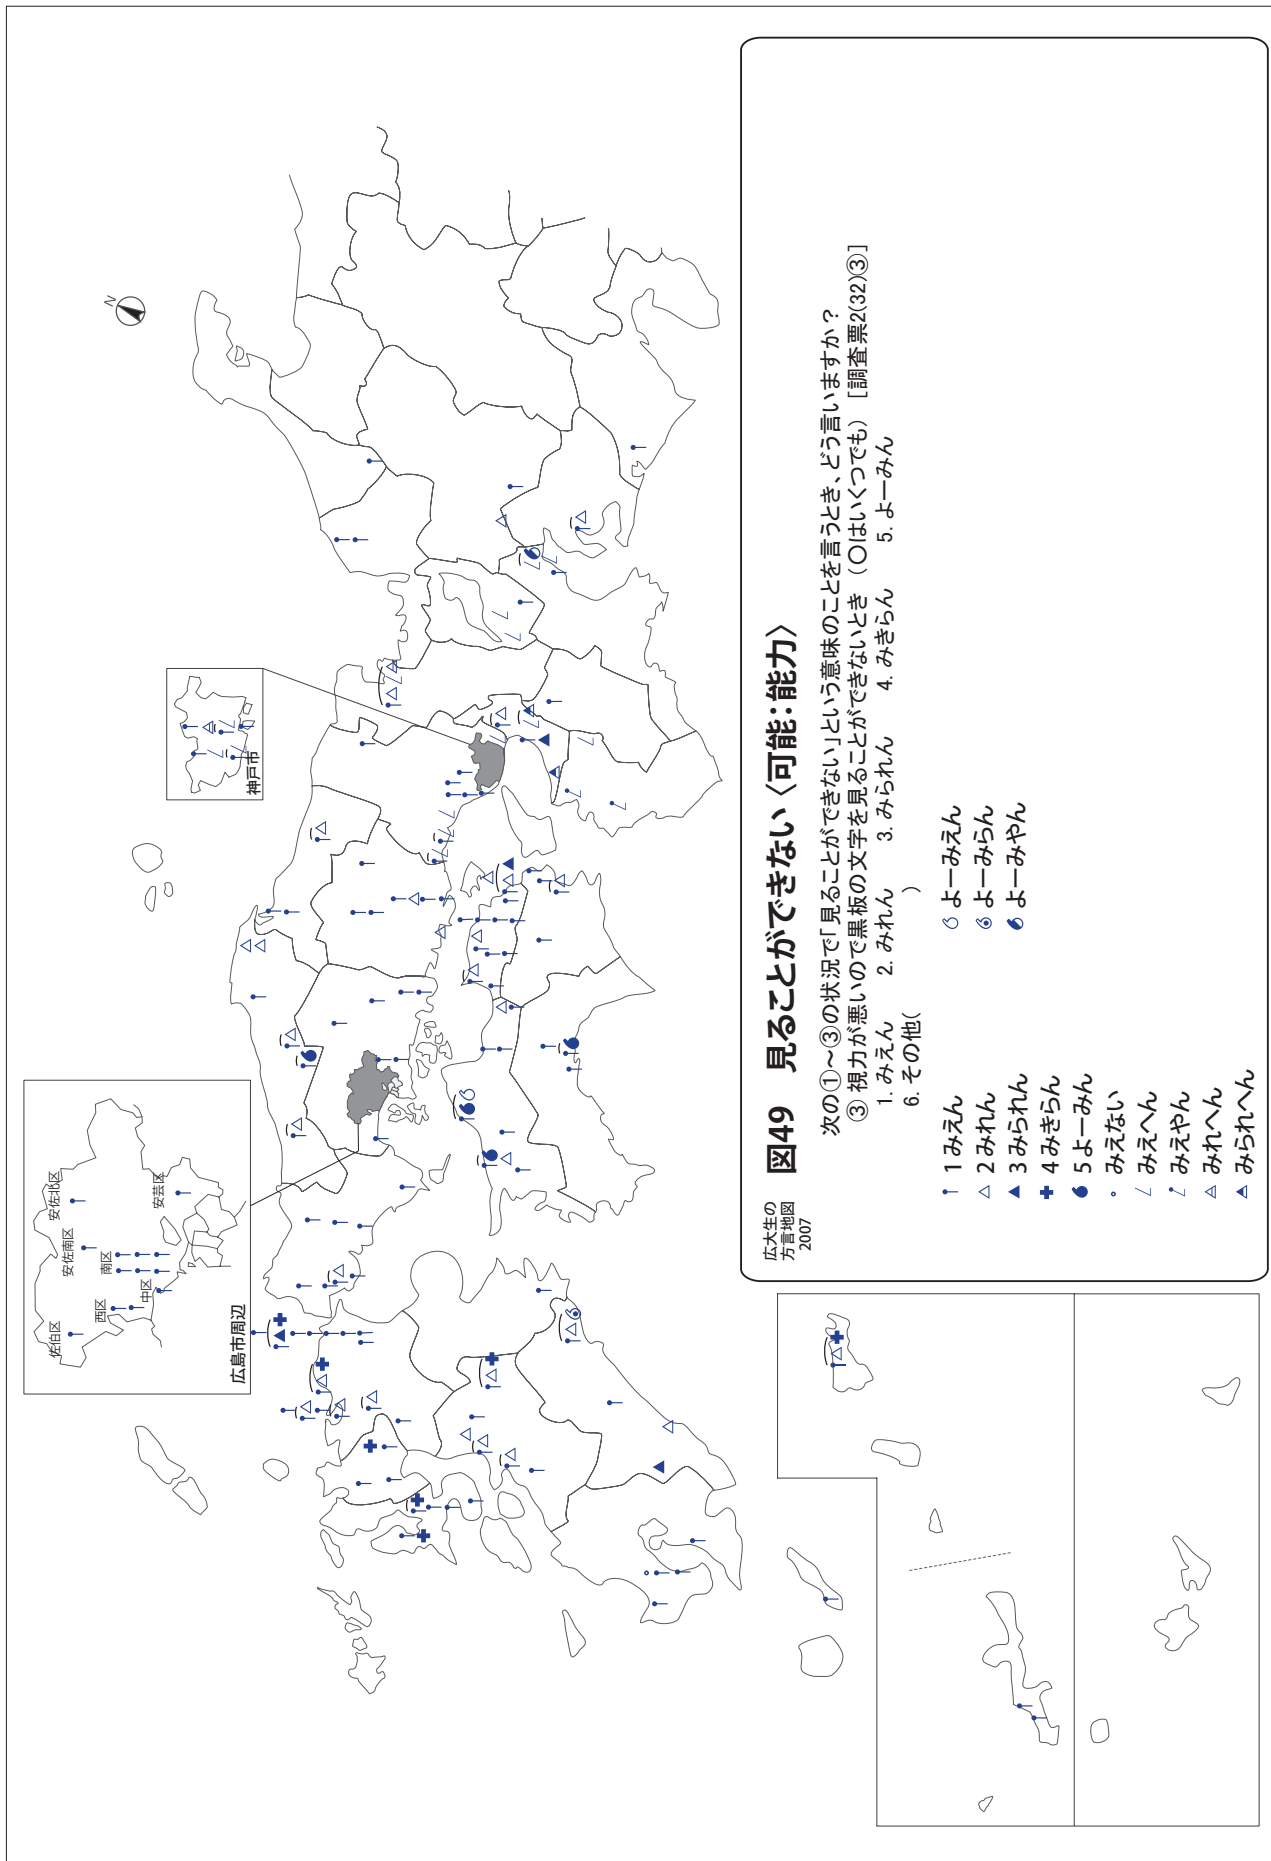 広大生の
方言地図
2007
図49 見ることができない〈可能：能力〉
次の①～③の状況で「見ることができない」という意味のことを言うとき、どう言いますか？
③ 視力が悪いので黒板の文字を見ることができないとき （○はいくつでも） [調査票2(32)③]
1. みえん 2. みれん 3. みられん 4. みきらん 5. よーみん
6. その他( )
1 みえん
2 みれん
3 みられん
4 みきらん
5 よーみん
みえない
みえへん
みえやん
みれへん
みられへん
よーみえん
よーみらん
よーみやん
広島市周辺
佐伯区
西区
中区
南区
安佐南区
安佐北区
安芸区
神戸市
N